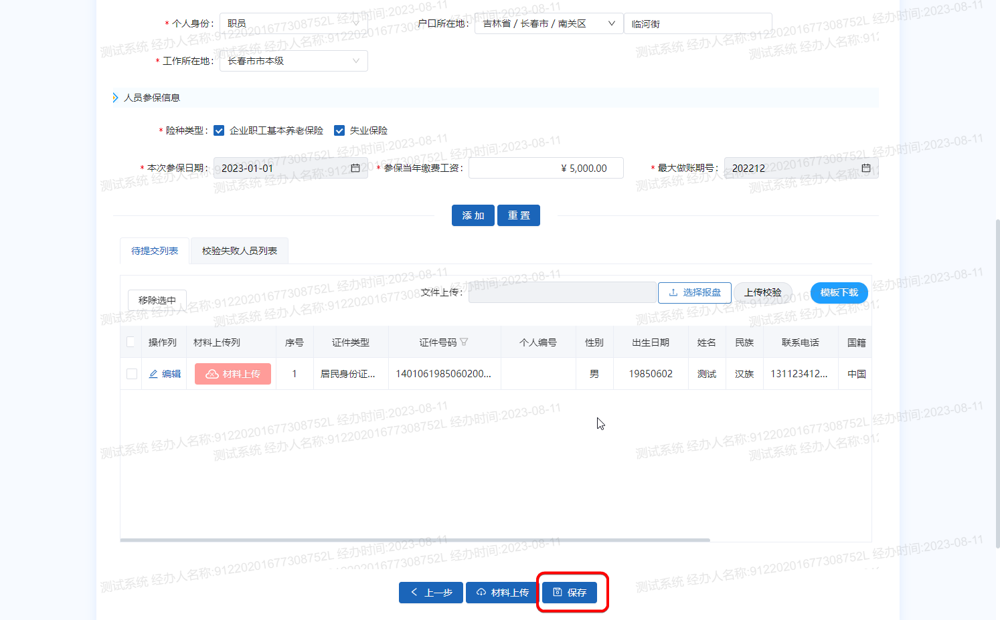 * 个人身份： 职员 户口所在地： 吉林省 / 长春市 / 南关区 临河街
* 工作所在地： 长春市市本级
人员参保信息
* 险种类型： 企业职工基本养老保险 失业保险
* 本次参保日期： 2023-01-01 * 参保当年缴费工资： ¥ 5,000.00 * 最大做账期号： 202212
添加 重置
待提交列表 校验失败人员列表
移除选中 文件上传： 选择报盘 上传校验 模板下载
操作列 材料上传列 序号 证件类型 证件号码 个人编号 性别 出生日期 姓名 民族 联系电话 国籍
编辑 材料上传 1 居民身份证... 1401061985060200... 男 19850602 测试 汉族 131123412... 中国
上一步 材料上传 保存
测试系统 经办人名称:91220201677308752L 经办时间:2023-08-11